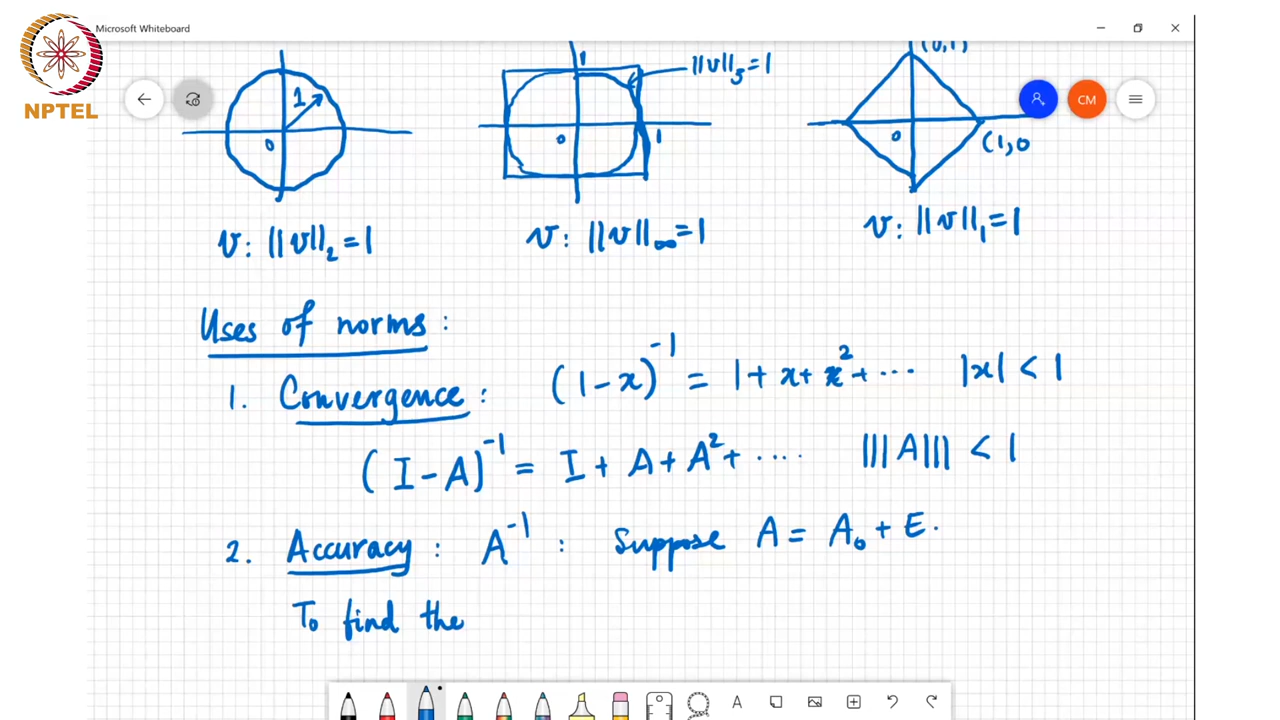 Microsoft Whiteboard
NPTEL
CM
1
0
1
0
1
||v||₃ = 1
(0,1)
0
(1,0
v: ||v||₂ = 1
v: ||v||∞ = 1
v: ||v||₁ = 1
Uses of norms:
1. Convergence: (1-x)⁻¹ = 1 + x + x² + ... |x| < 1
(I-A)⁻¹ = I + A + A² + .... |||A||| < 1
2. Accuracy: A⁻¹ : Suppose A = A₀ + E.
To find the
A